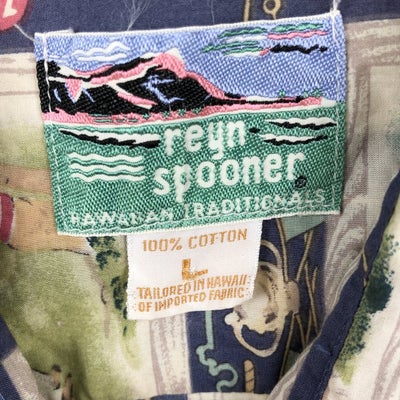 reyn
spooner®
HAWAIIAN TRADITIONALS
100% COTTON
L
TAILORED IN HAWAII
OF IMPORTED FABRIC